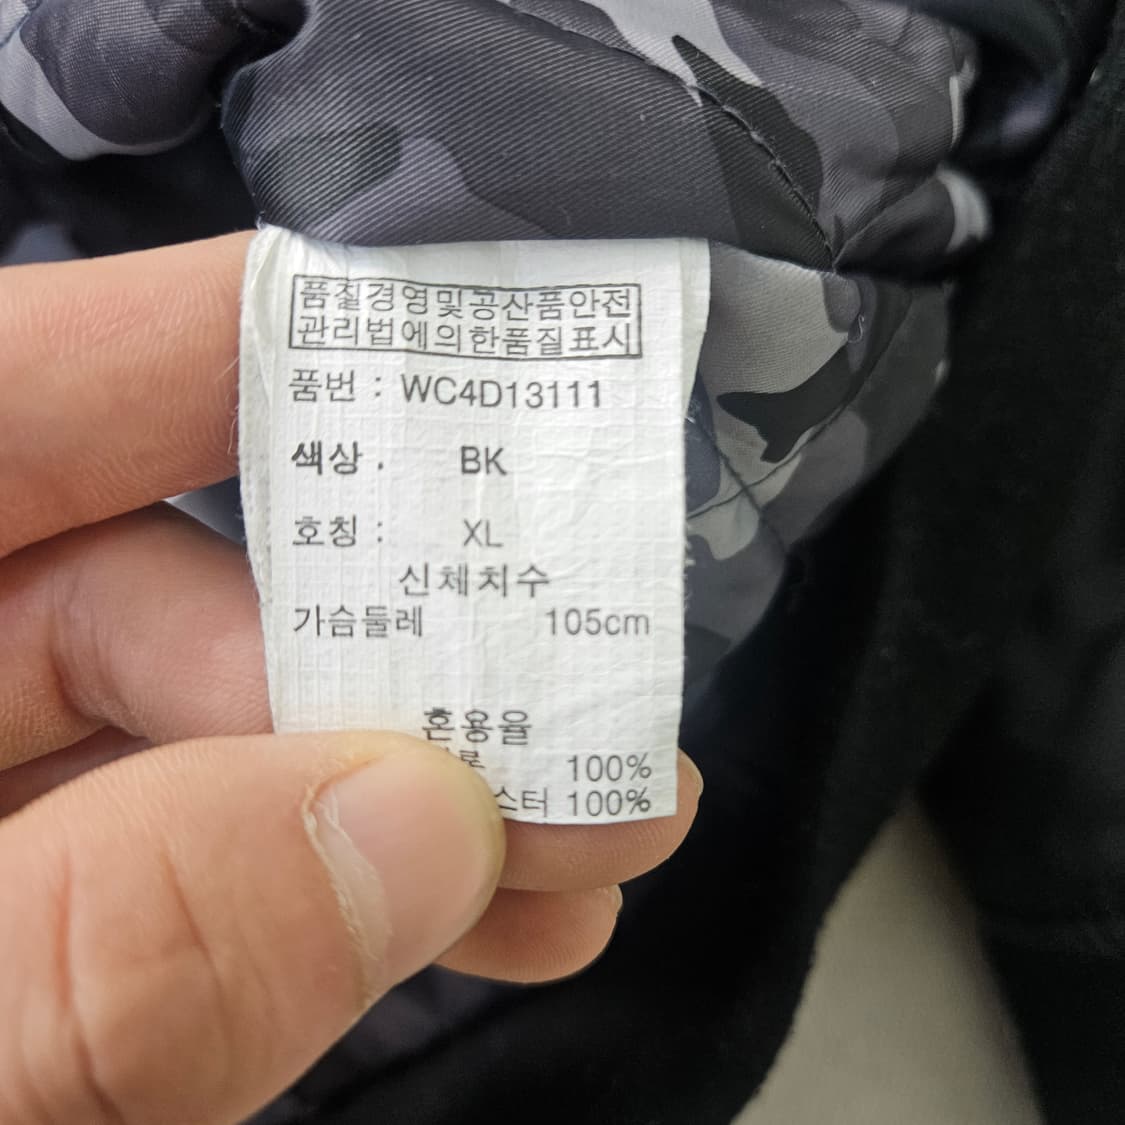 품질경영및공산품안전
관리법에의한품질표시
품번 : WC4D13111
색상 . BK
호칭 : XL
신체치수
가슴둘레 105cm
혼용율
100%
스터 100%